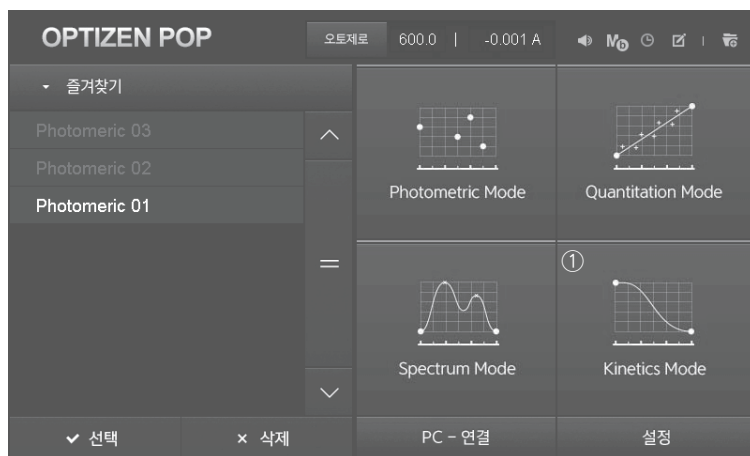 OPTIZEN POP
오토제로 600.0 | -0.001 A
즐겨찾기
Photomeric 03
Photomeric 02
Photomeric 01
Photometric Mode
Quantitation Mode
①
Spectrum Mode
Kinetics Mode
선택
삭제
PC - 연결
설정